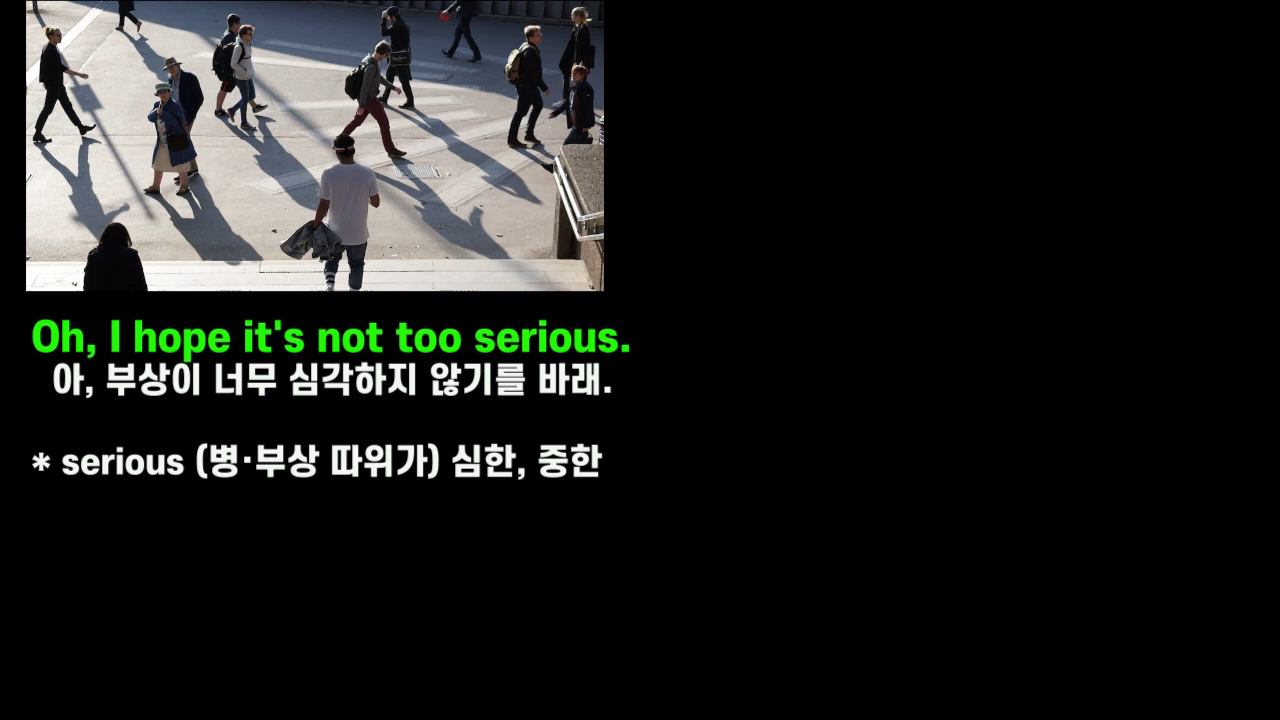 Oh, I hope it's not too serious.
아, 부상이 너무 심각하지 않기를 바래.
* serious (병·부상 따위가) 심한, 중한